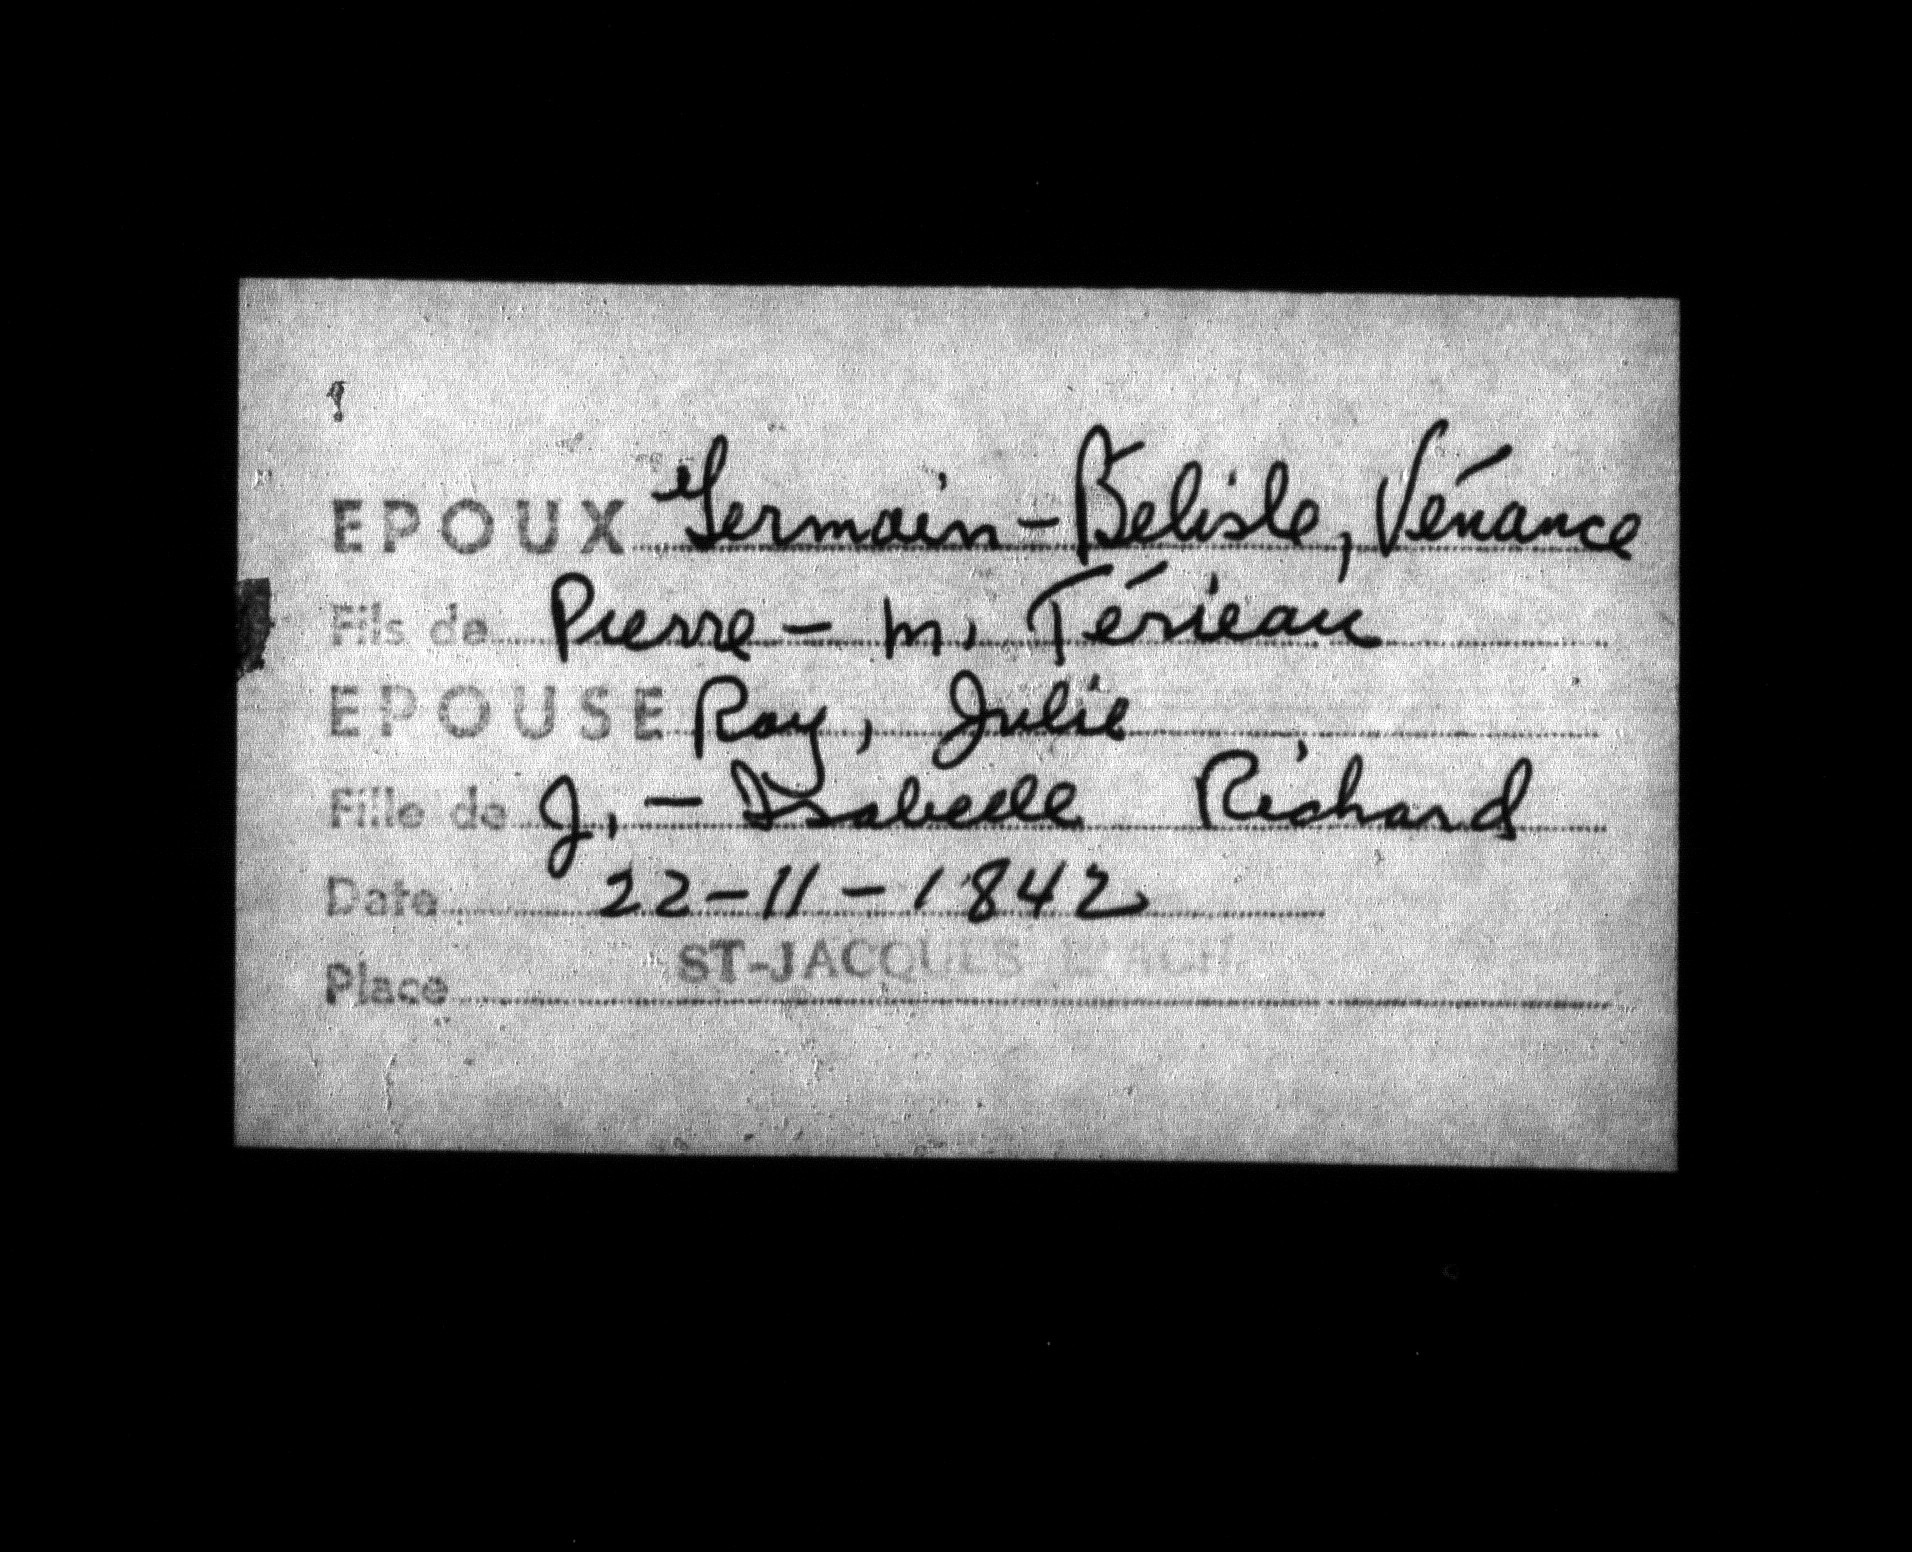 EPOUX Germain-Belisle, Vénance
Fils de Pierre - m. Térieau
EPOUSE Roy, Julie
Fille de J. - Isabelle Richard
Date 22-11-1842
Place ST-JACQUES